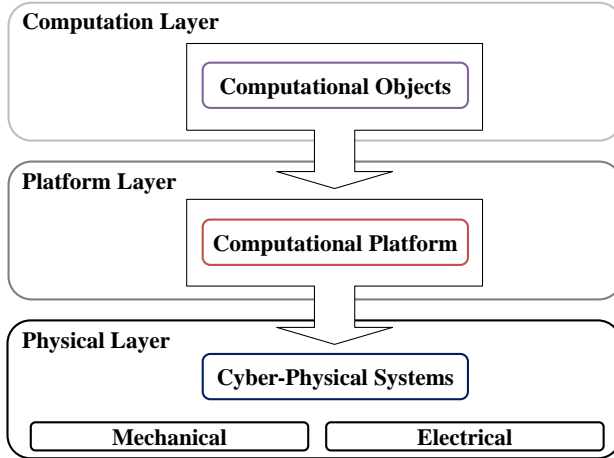 Computation Layer
Computational Objects
Platform Layer
Computational Platform
Physical Layer
Cyber-Physical Systems
Mechanical
Electrical